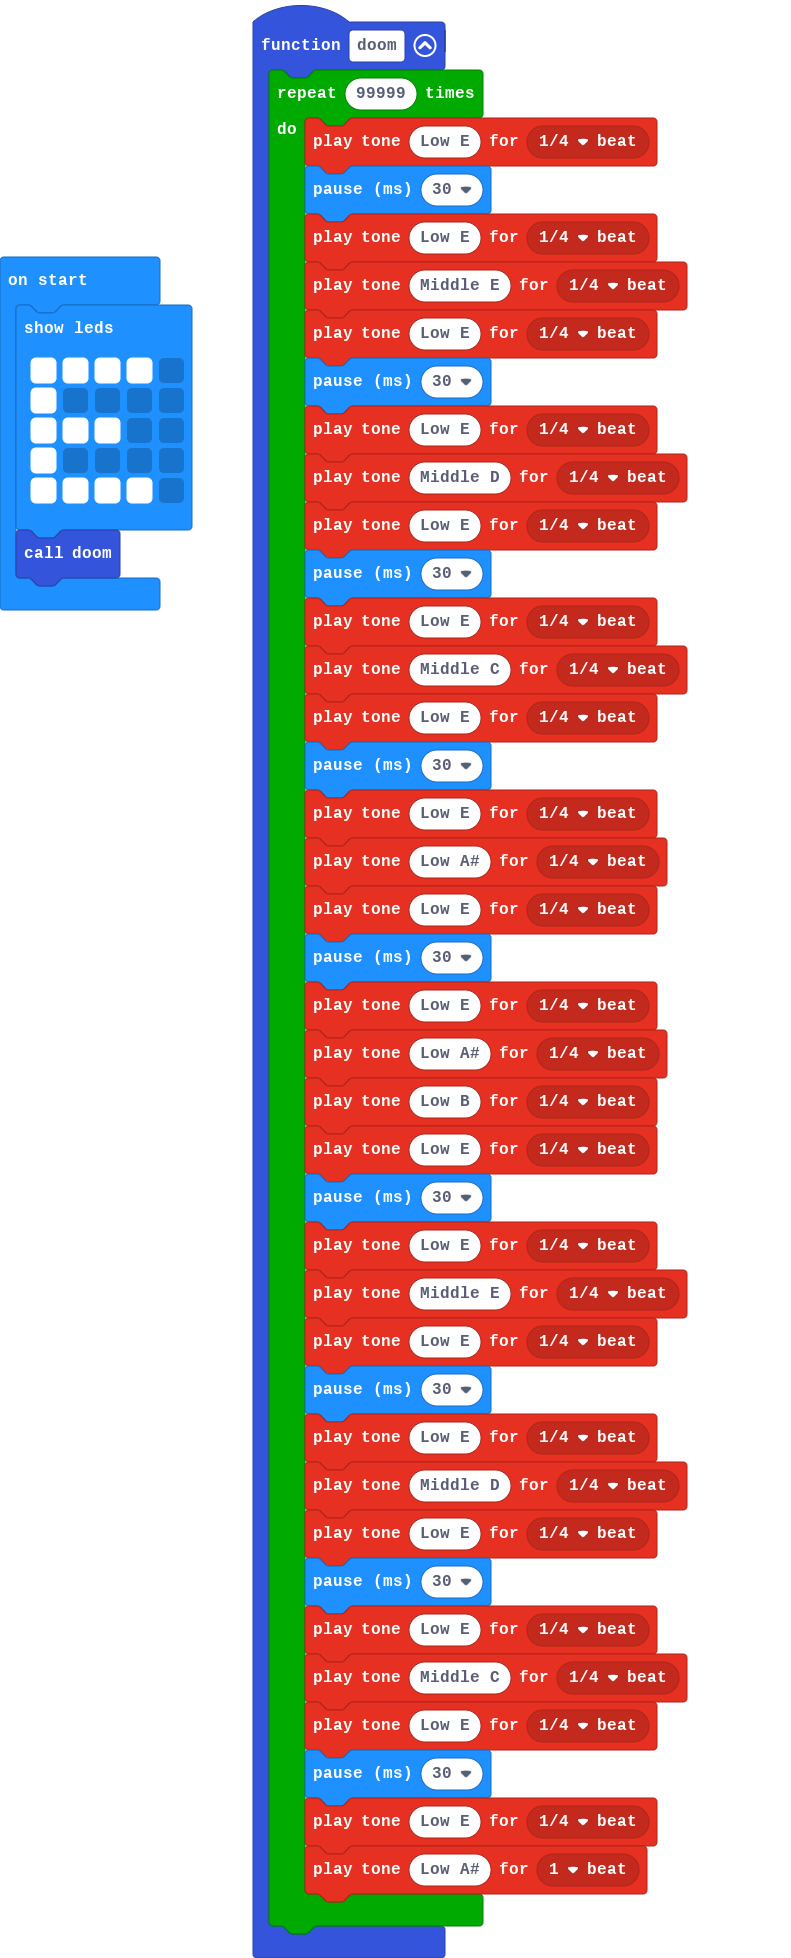 on start
show leds
call doom
function doom
repeat 99999 times
do
play tone Low E for 1/4 beat
pause (ms) 30
play tone Low E for 1/4 beat
play tone Middle E for 1/4 beat
play tone Low E for 1/4 beat
pause (ms) 30
play tone Low E for 1/4 beat
play tone Middle D for 1/4 beat
play tone Low E for 1/4 beat
pause (ms) 30
play tone Low E for 1/4 beat
play tone Middle C for 1/4 beat
play tone Low E for 1/4 beat
pause (ms) 30
play tone Low E for 1/4 beat
play tone Low A# for 1/4 beat
play tone Low E for 1/4 beat
pause (ms) 30
play tone Low E for 1/4 beat
play tone Low A# for 1/4 beat
play tone Low B for 1/4 beat
play tone Low E for 1/4 beat
pause (ms) 30
play tone Low E for 1/4 beat
play tone Middle E for 1/4 beat
play tone Low E for 1/4 beat
pause (ms) 30
play tone Low E for 1/4 beat
play tone Middle D for 1/4 beat
play tone Low E for 1/4 beat
pause (ms) 30
play tone Low E for 1/4 beat
play tone Middle C for 1/4 beat
play tone Low E for 1/4 beat
pause (ms) 30
play tone Low E for 1/4 beat
play tone Low A# for 1 beat